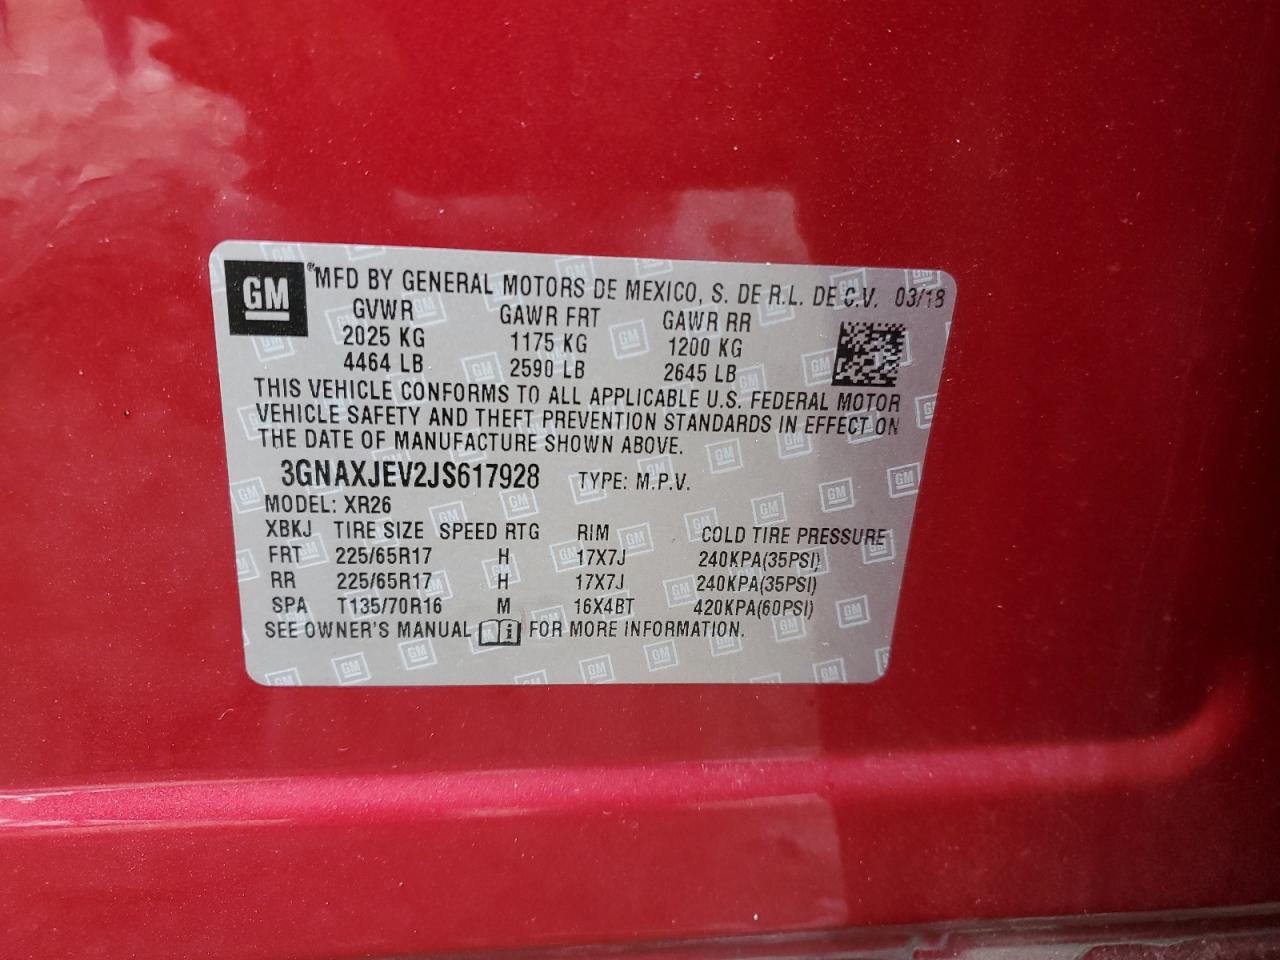 GM ® MFD BY GENERAL MOTORS DE MEXICO, S. DE R.L. DE C.V. 03/18
GVWR GAWR FRT GAWR RR
2025 KG 1175 KG 1200 KG
4464 LB 2590 LB 2645 LB
THIS VEHICLE CONFORMS TO ALL APPLICABLE U.S. FEDERAL MOTOR
VEHICLE SAFETY AND THEFT PREVENTION STANDARDS IN EFFECT ON
THE DATE OF MANUFACTURE SHOWN ABOVE.
3GNAXJEV2JS617928 TYPE: M.P.V.
MODEL: XR26
XBKJ TIRE SIZE SPEED RTG RIM COLD TIRE PRESSURE
FRT 225/65R17 H 17X7J 240KPA(35PSI)
RR 225/65R17 H 17X7J 240KPA(35PSI)
SPA T135/70R16 M 16X4BT 420KPA(60PSI)
SEE OWNER'S MANUAL i FOR MORE INFORMATION.